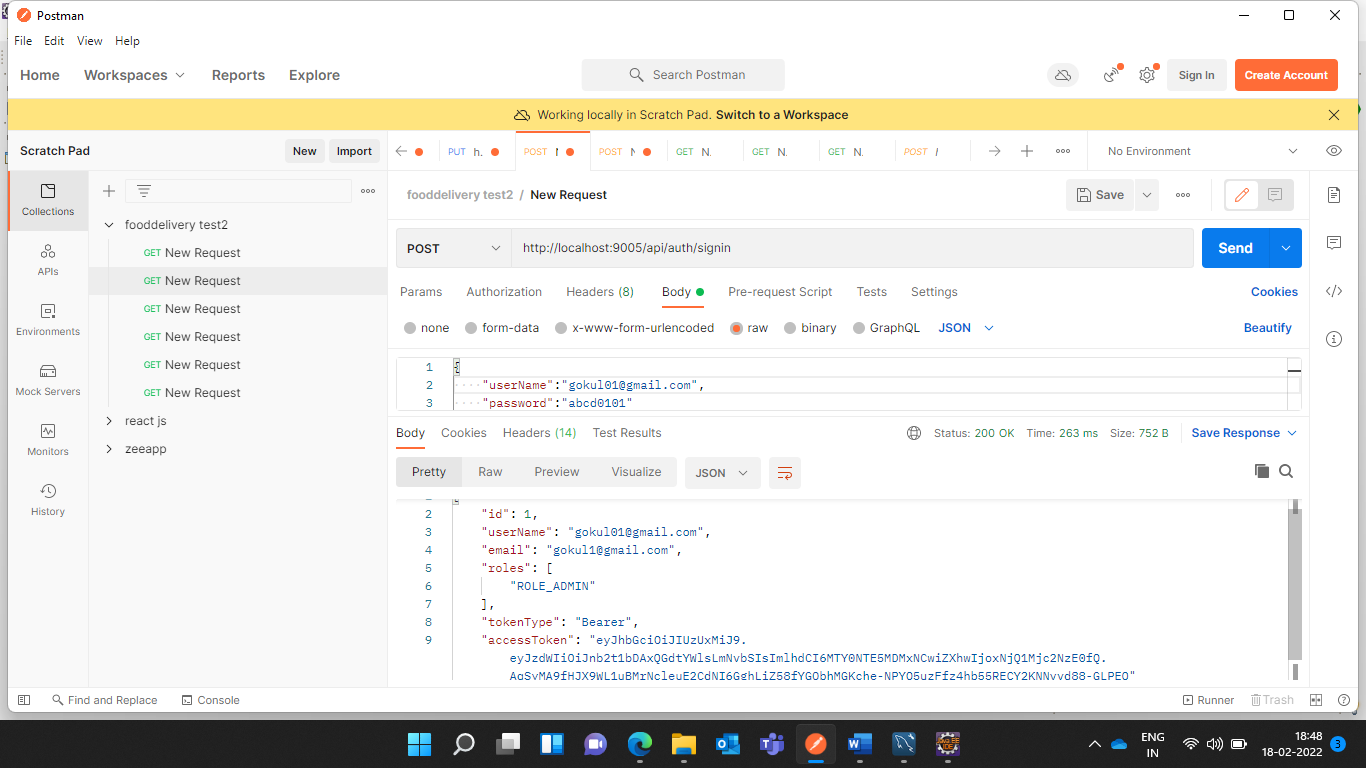 Postman
File Edit View Help
Home Workspaces Reports Explore Search Postman Sign In Create Account
Working locally in Scratch Pad. Switch to a Workspace
Scratch Pad New Import
PUT h. POST POST GET N. GET N. GET N. POST No Environment
Collections
APIs
Environments
Mock Servers
Monitors
History
fooddelivery test2
GET New Request
GET New Request
GET New Request
GET New Request
GET New Request
GET New Request
react js
zeeapp
fooddelivery test2 / New Request Save
POST http://localhost:9005/api/auth/signin Send
Params Authorization Headers (8) Body Pre-request Script Tests Settings Cookies
none form-data x-www-form-urlencoded raw binary GraphQL JSON Beautify
1 {
2 "userName":"gokul01@gmail.com",
3 "password":"abcd0101"
Body Cookies Headers (14) Test Results Status: 200 OK Time: 263 ms Size: 752 B Save Response
Pretty Raw Preview Visualize JSON
2 "id": 1,
3 "userName": "gokul01@gmail.com",
4 "email": "gokul1@gmail.com",
5 "roles": [
6 "ROLE_ADMIN"
7 ],
8 "tokenType": "Bearer",
9 "accessToken": "eyJhbGciOiJIUzUxMiJ9.
eyJzdWIiOiJnb2t1bDAxQGdtYWlsLmNvbSIsImlhdCI6MTY0NTE5MDMxNCwiZXhwIjoxNjQ1Mjc2NzE0fQ.
Find and Replace Console Runner Trash
ENG
IN
18:48
18-02-2022
3